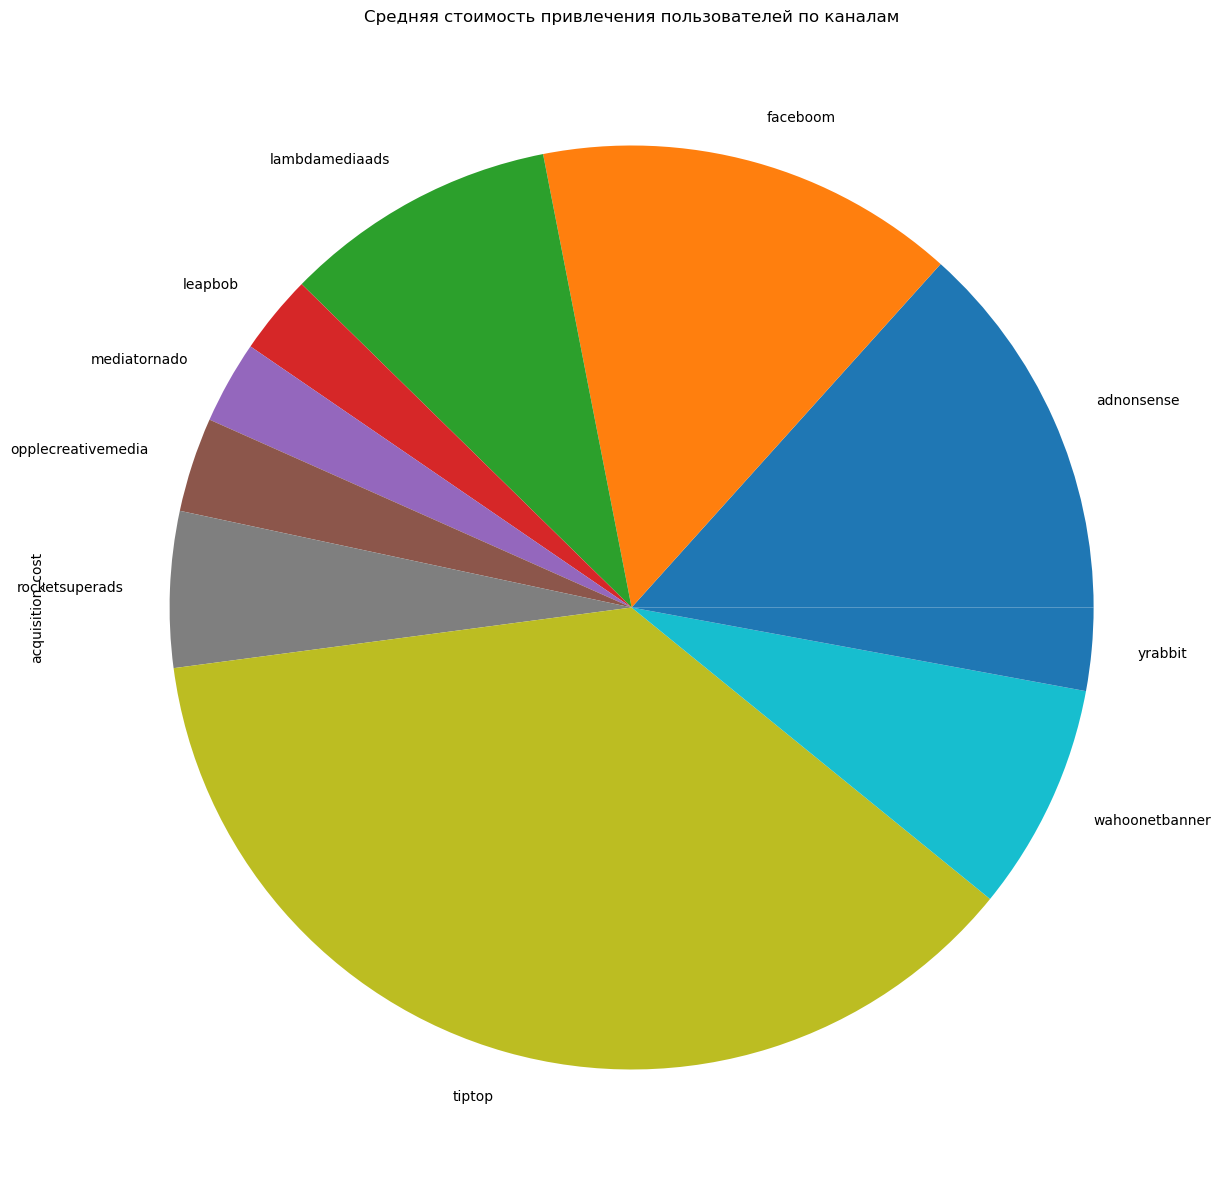 Средняя стоимость привлечения пользователей по каналам
faceboom
lambdamediaads
leapbob
mediatornado
adnonsense
opplecreativemedia
rocketsuperads
acquisition_cost
yrabbit
wahoonetbanner
tiptop